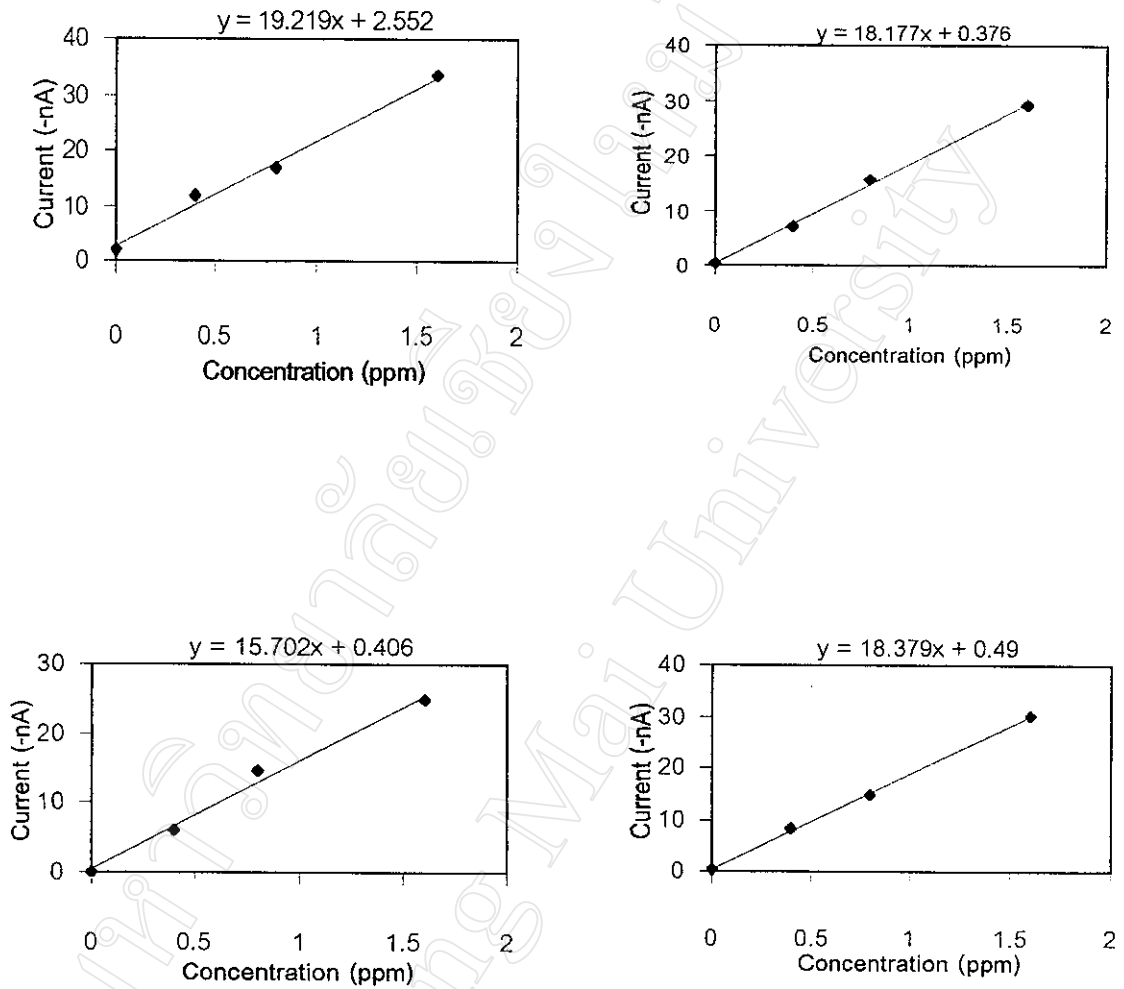 y = 19.219x + 2.552
40
30
20
10
0
Current (-nA)
0 0.5 1 1.5 2
Concentration (ppm)
y = 18.177x + 0.376
40
30
20
10
0
Current (-nA)
0 0.5 1 1.5 2
Concentration (ppm)
y = 15.702x + 0.406
30
20
10
0
Current (-nA)
0 0.5 1 1.5 2
Concentration (ppm)
y = 18.379x + 0.49
40
30
20
10
0
Current (-nA)
0 0.5 1 1.5 2
Concentration (ppm)
Mai University